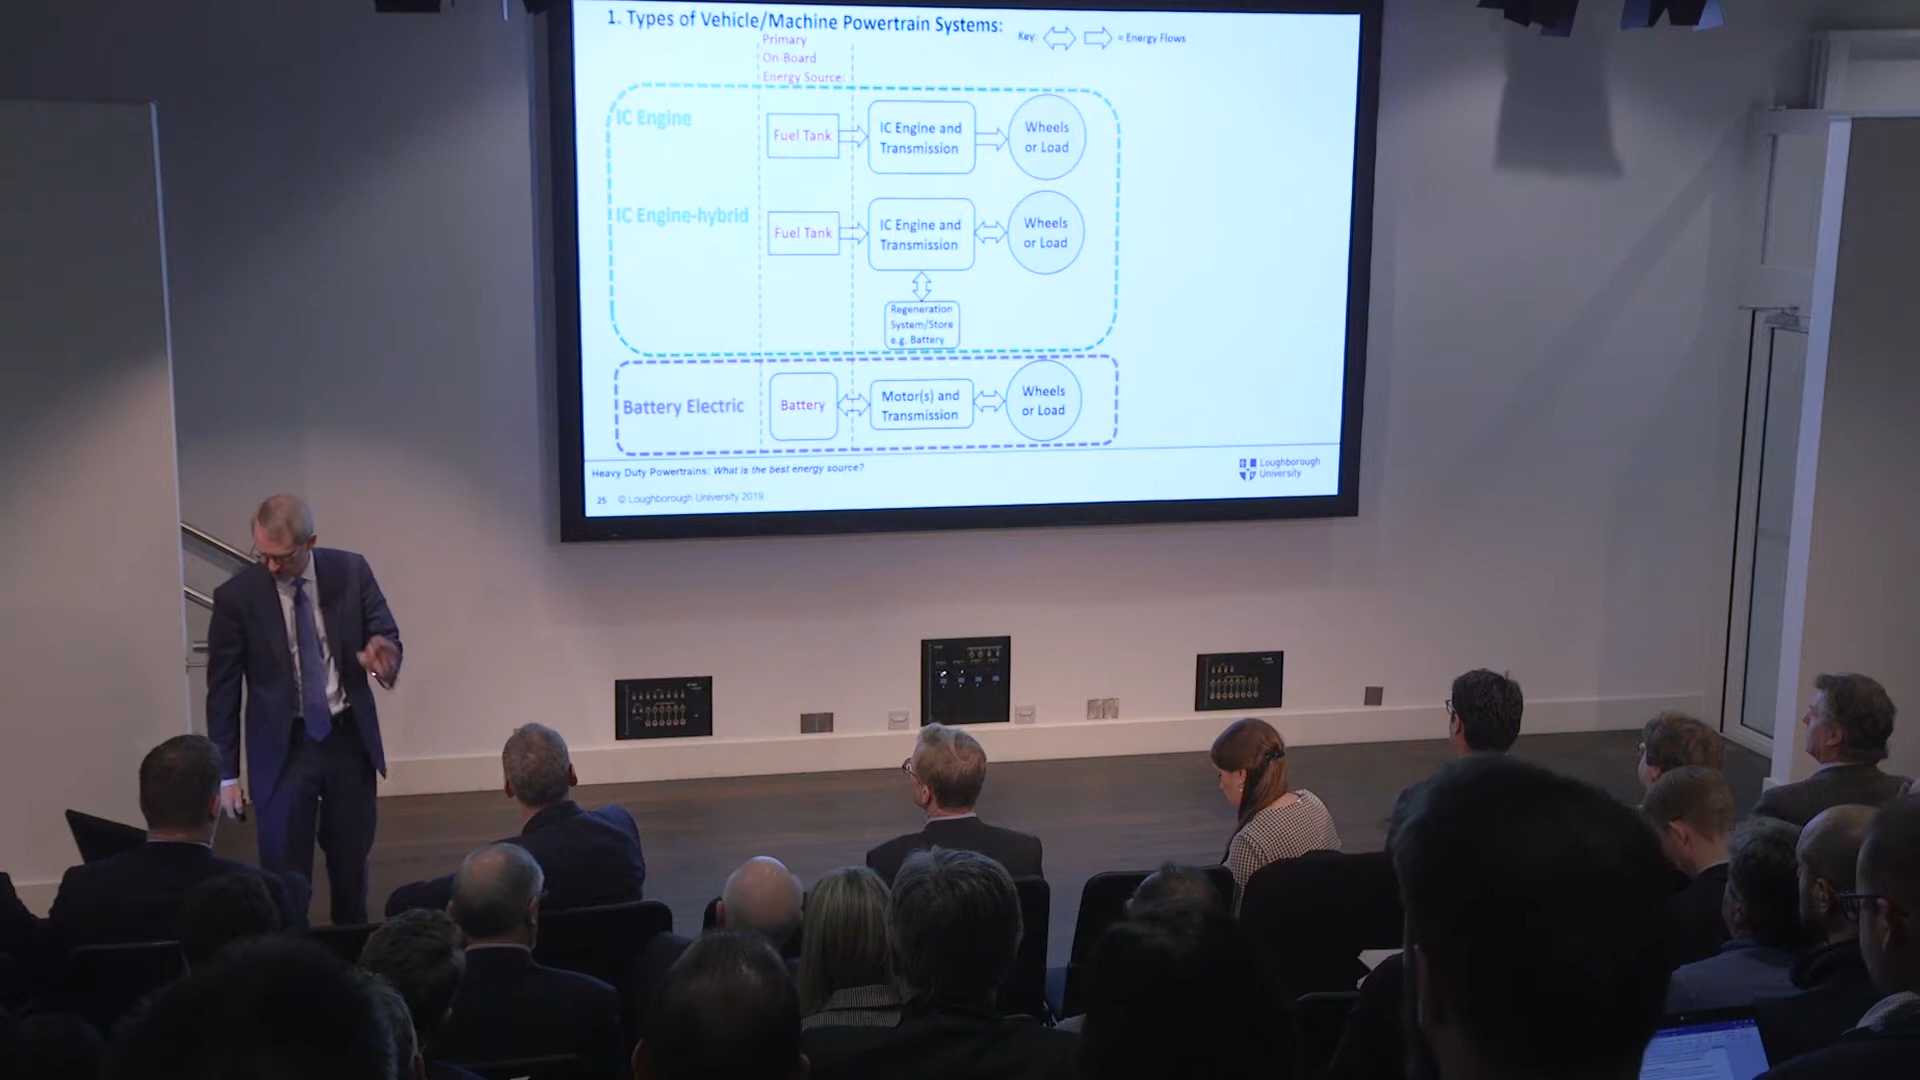 1. Types of Vehicle/Machine Powertrain Systems:
Key:
= Energy Flows
Primary
On-Board
Energy Source:
IC Engine
Fuel Tank
IC Engine and
Transmission
Wheels
or Load
IC Engine-hybrid
Fuel Tank
IC Engine and
Transmission
Wheels
or Load
Regeneration
System/Store
e.g. Battery
Battery Electric
Battery
Motor(s) and
Transmission
Wheels
or Load
Heavy Duty Powertrains: What is the best energy source?
Loughborough
University
25 © Loughborough University 2019